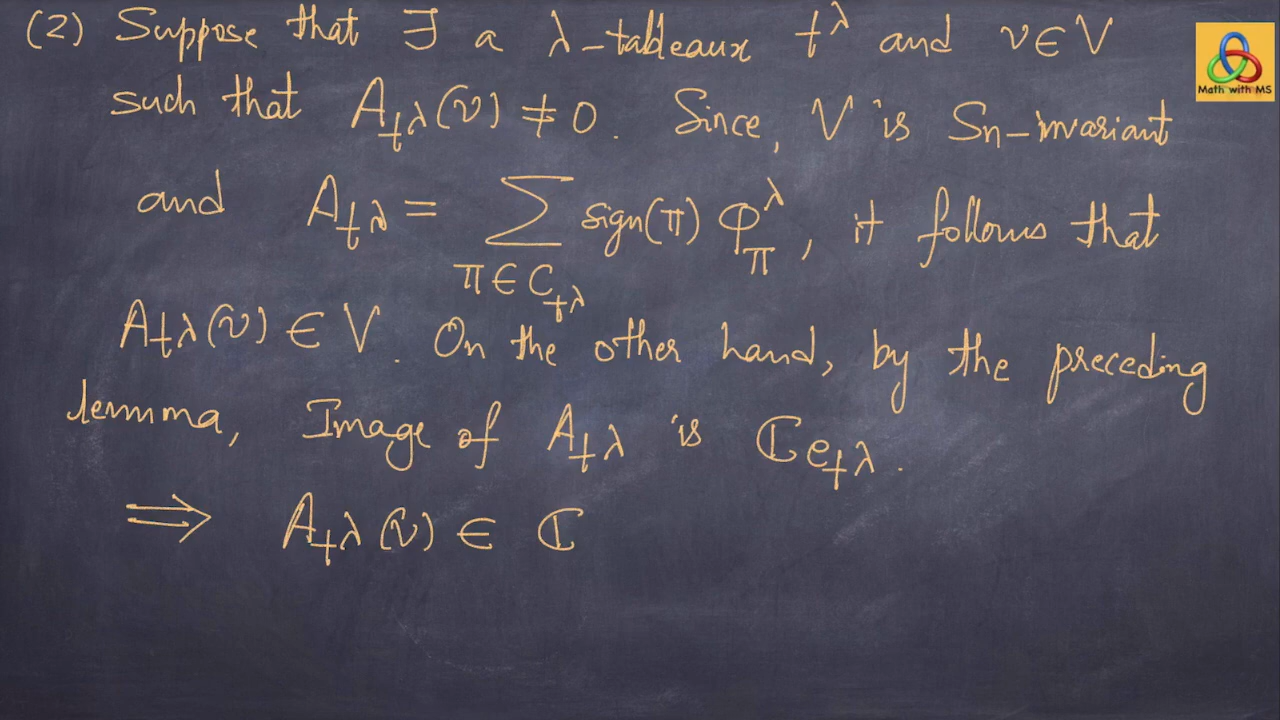 (2) Suppose that ∃ a λ-tableaux t^λ and v∈V
such that A_{t^λ}(v) ≠ 0. Since, V is S_n-invariant
and A_{t^λ} = ∑_{π∈C_{t^λ}} sign(π) φ_π^λ, it follows that
A_{t^λ}(v) ∈ V. On the other hand, by the preceding
lemma, Image of A_{t^λ} is ℂe_{t^λ}.
⟹ A_{t^λ}(v) ∈ ℂ
Math with MS